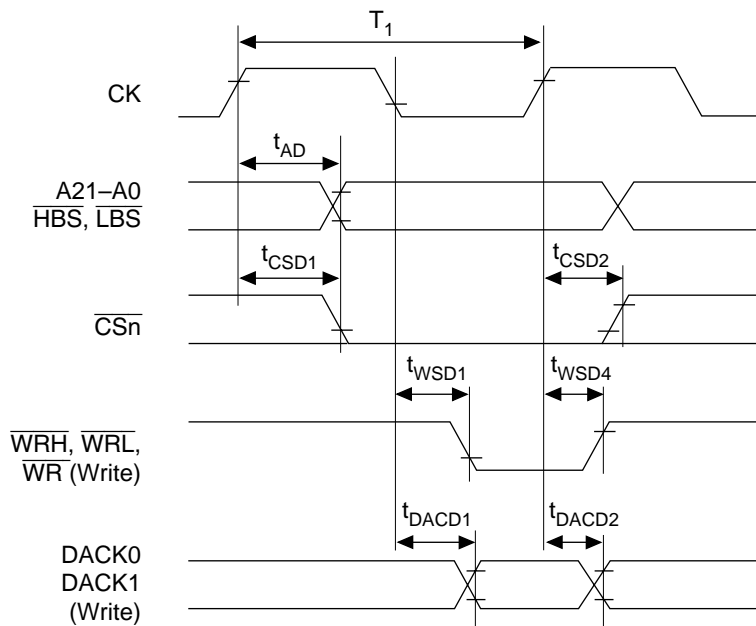 T1
CK
tAD
A21–A0
HBS, LBS
tCSD1
tCSD2
CSn
tWSD1
tWSD4
WRH, WRL,
WR (Write)
tDACD1
tDACD2
DACK0
DACK1
(Write)